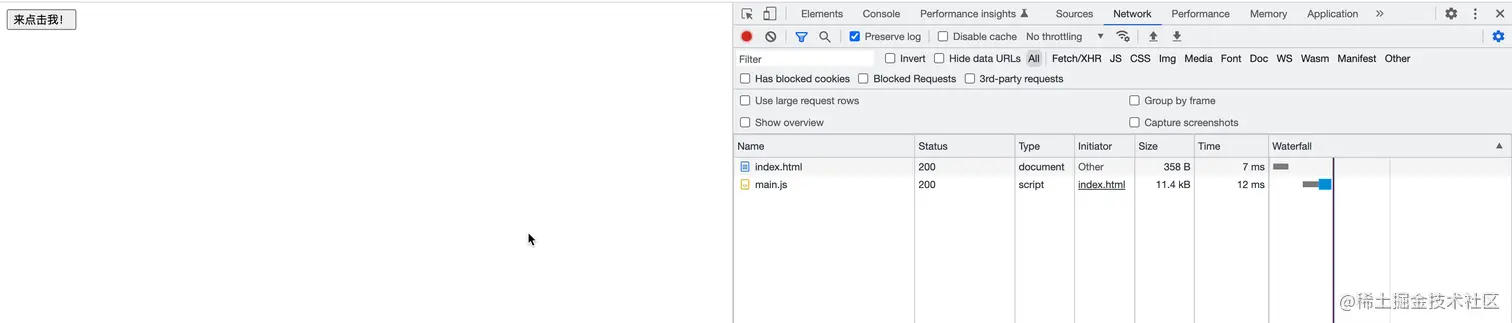 来点击我！
Elements Console Performance insights Sources Network Performance Memory Application »
Preserve log Disable cache No throttling
Filter Invert Hide data URLs All Fetch/XHR JS CSS Img Media Font Doc WS Wasm Manifest Other
Has blocked cookies Blocked Requests 3rd-party requests
Use large request rows Group by frame
Show overview Capture screenshots
Name Status Type Initiator Size Time Waterfall
index.html 200 document Other 358 B 7 ms
main.js 200 script index.html 11.4 kB 12 ms
@稀土掘金技术社区